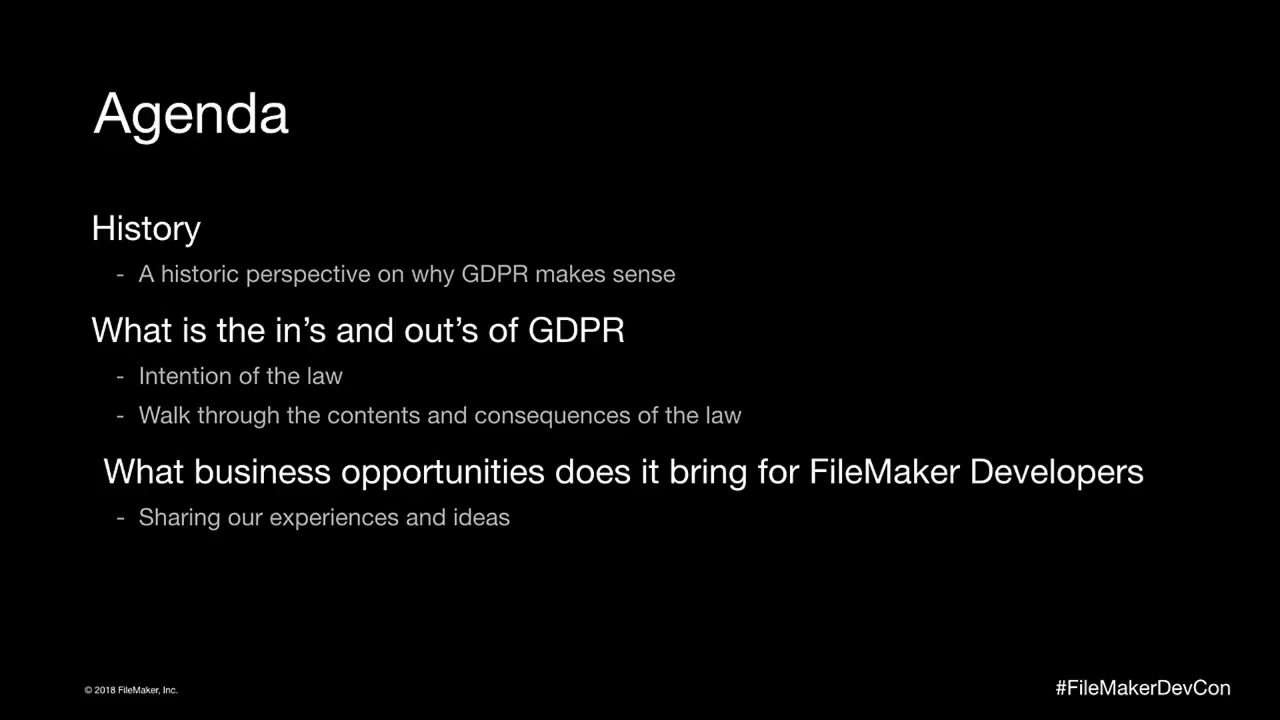 Agenda
History
- A historic perspective on why GDPR makes sense
What is the in’s and out’s of GDPR
- Intention of the law
- Walk through the contents and consequences of the law
What business opportunities does it bring for FileMaker Developers
- Sharing our experiences and ideas
© 2018 FileMaker, Inc.
#FileMakerDevCon